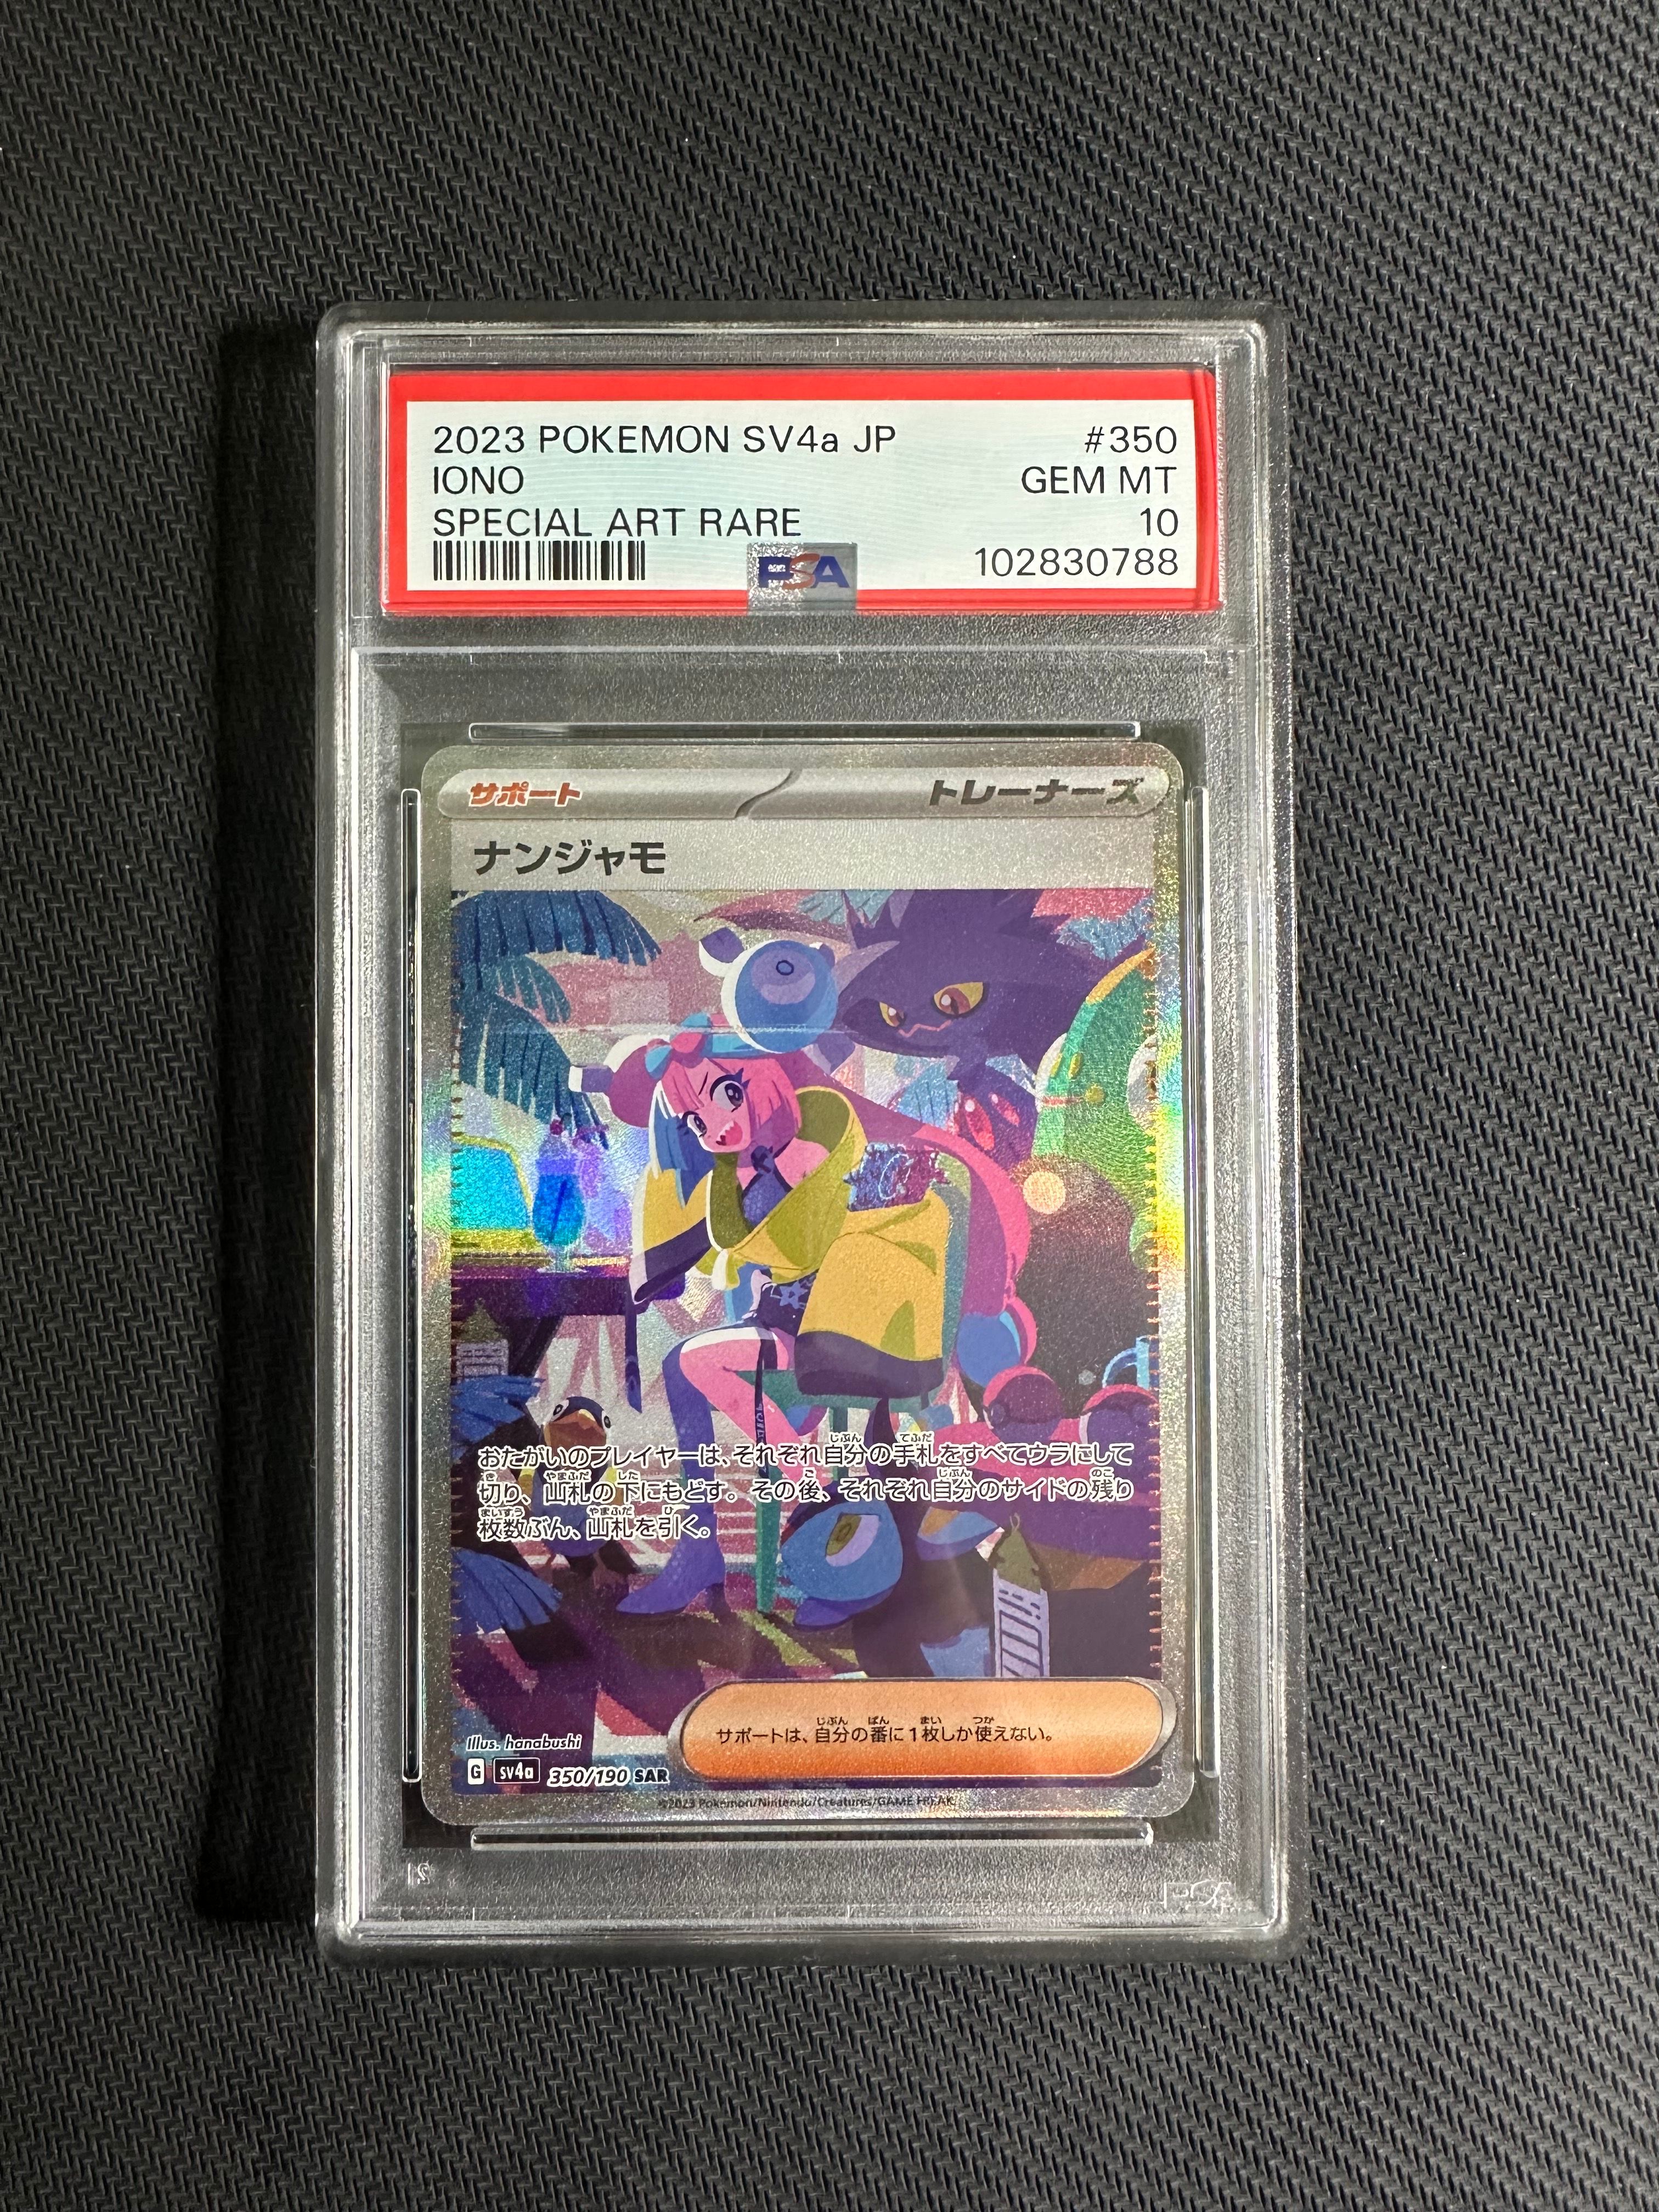 2023 POKEMON SV4a JP #350
IONO GEM MT
SPECIAL ART RARE 10
PSA 102830788
サポート トレーナーズ
ナンジャモ
おたがいのプレイヤーは、それぞれ自分の手札をすべてウラにして
切り、山札の下にもどす。その後、それぞれ自分のサイドの残り
枚数ぶん、山札を引く。
サポートは、自分の番に1枚しか使えない。
Illus. hanabushi
G sv4a 350/190 SAR
©2023 Pokémon/Nintendo/Creatures/GAME FREAK.